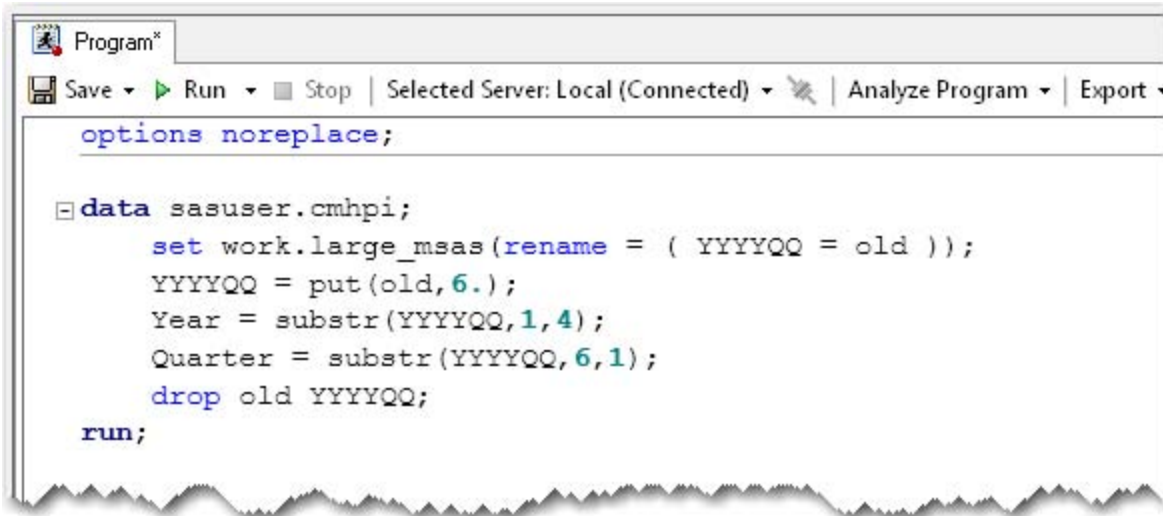 Program*
Save Run Stop | Selected Server: Local (Connected) | Analyze Program | Export
options noreplace;
data sasuser.cmhpi;
set work.large_msas(rename = ( YYYYQQ = old ));
YYYYQQ = put(old,6.);
Year = substr(YYYYQQ,1,4);
Quarter = substr(YYYYQQ,6,1);
drop old YYYYQQ;
run;